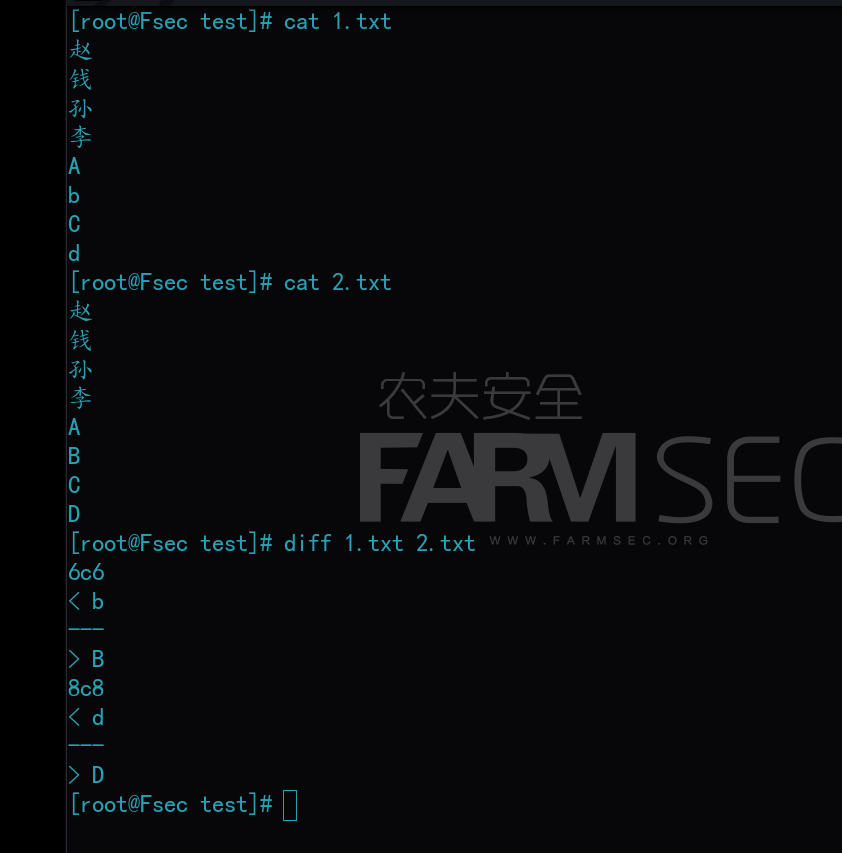 [root@Fsec test]# cat 1.txt
赵
钱
孙
李
A
b
C
d
[root@Fsec test]# cat 2.txt
赵
钱
孙
李
A
B
C
D
农夫安全
FARMSEC
[root@Fsec test]# diff 1.txt 2.txt
WWW.FARMSEC.ORG
6c6
< b
---
> B
8c8
< d
---
> D
[root@Fsec test]#